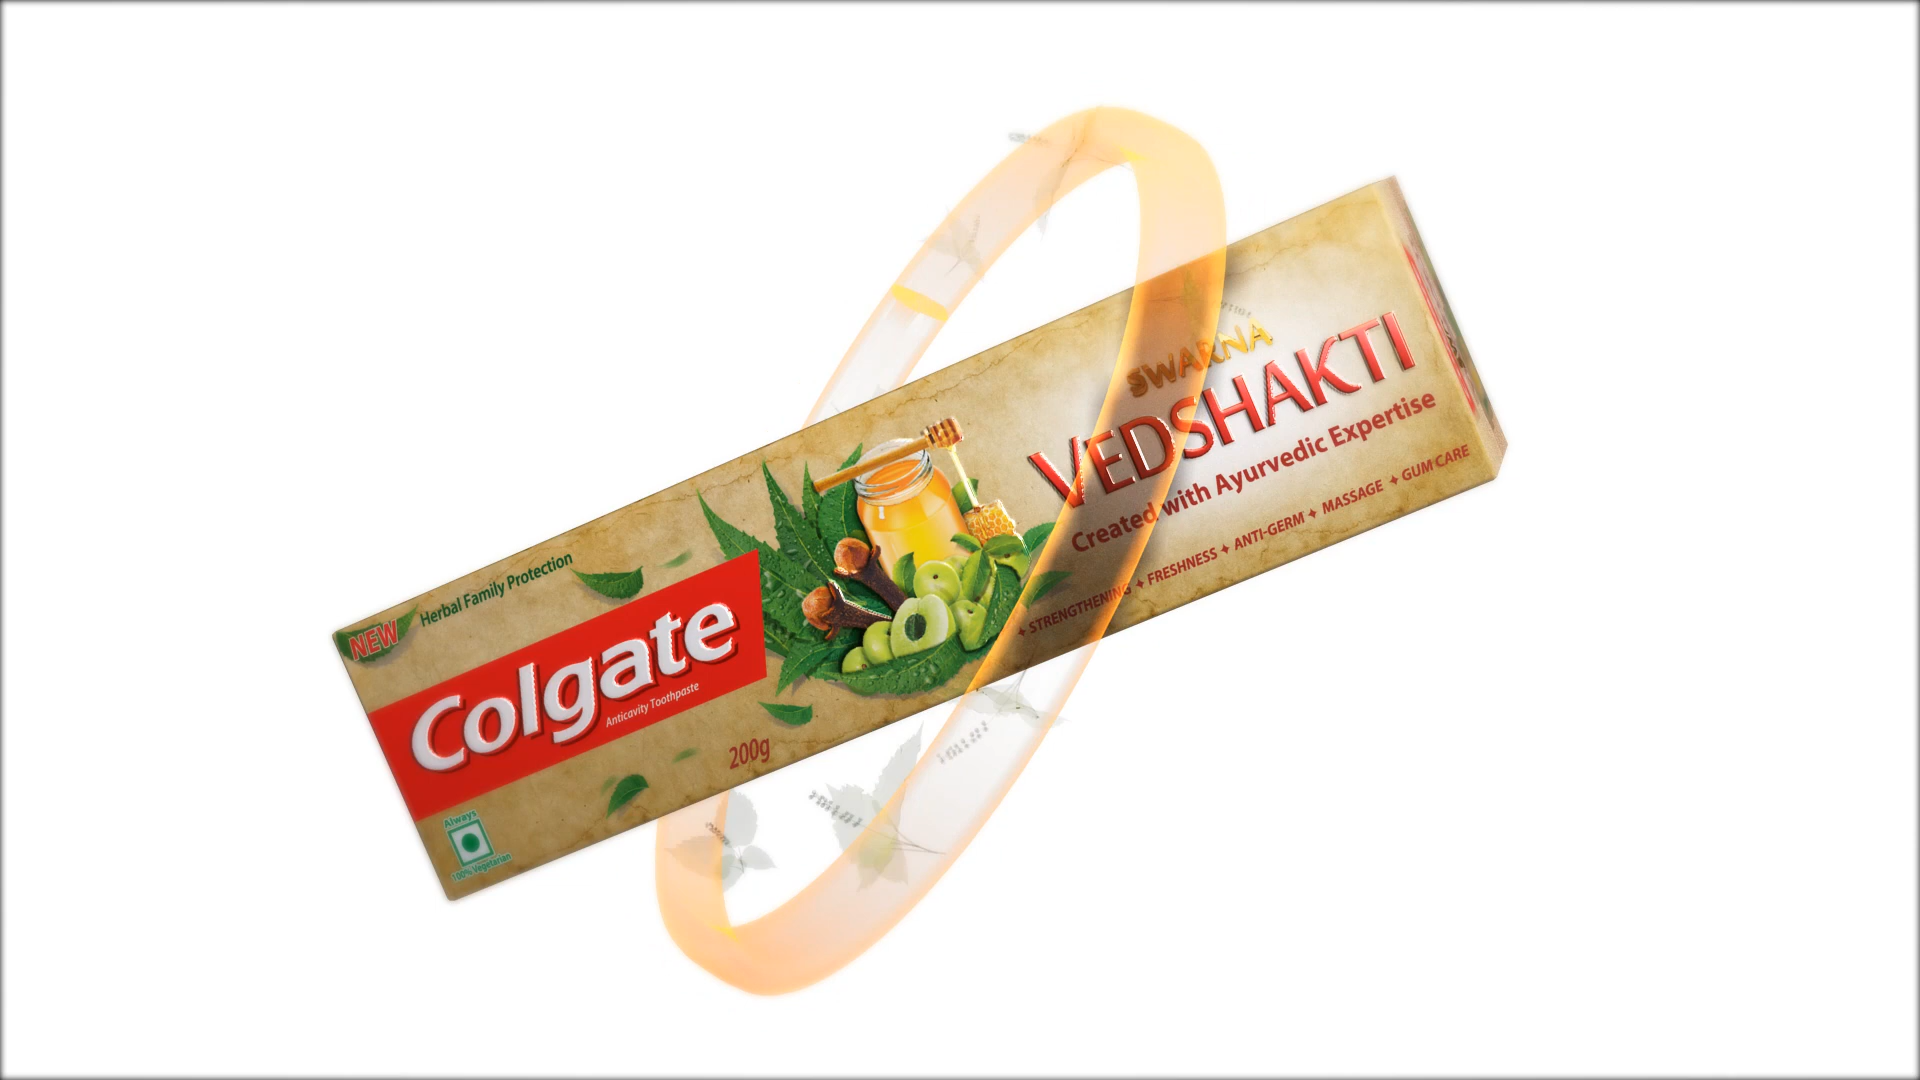 NEW
Herbal Family Protection
Colgate
Anticavity Toothpaste
200g
Always
100% Vegetarian
SWARNA
VEDSHAKTI
Created with Ayurvedic Expertise
✦ STRENGTHENING ✦ FRESHNESS ✦ ANTI-GERM ✦ MASSAGE ✦ GUM CARE